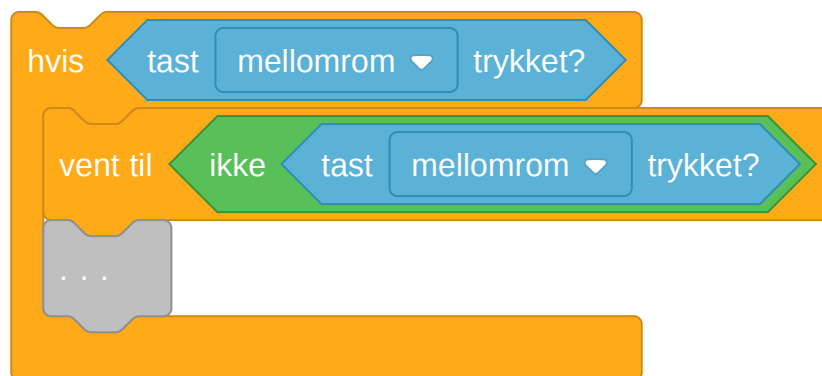 hvis tast mellomrom trykket?
vent til ikke tast mellomrom trykket?
. . .